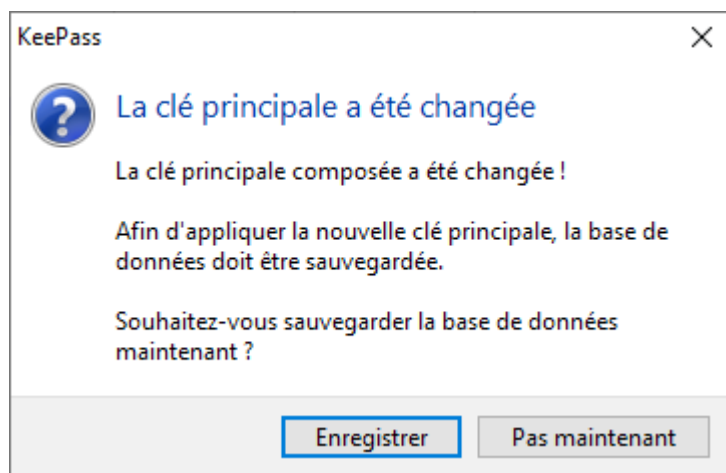 KeePass
La clé principale a été changée
La clé principale composée a été changée !
Afin d'appliquer la nouvelle clé principale, la base de
données doit être sauvegardée.
Souhaitez-vous sauvegarder la base de données
maintenant ?
Enregistrer
Pas maintenant